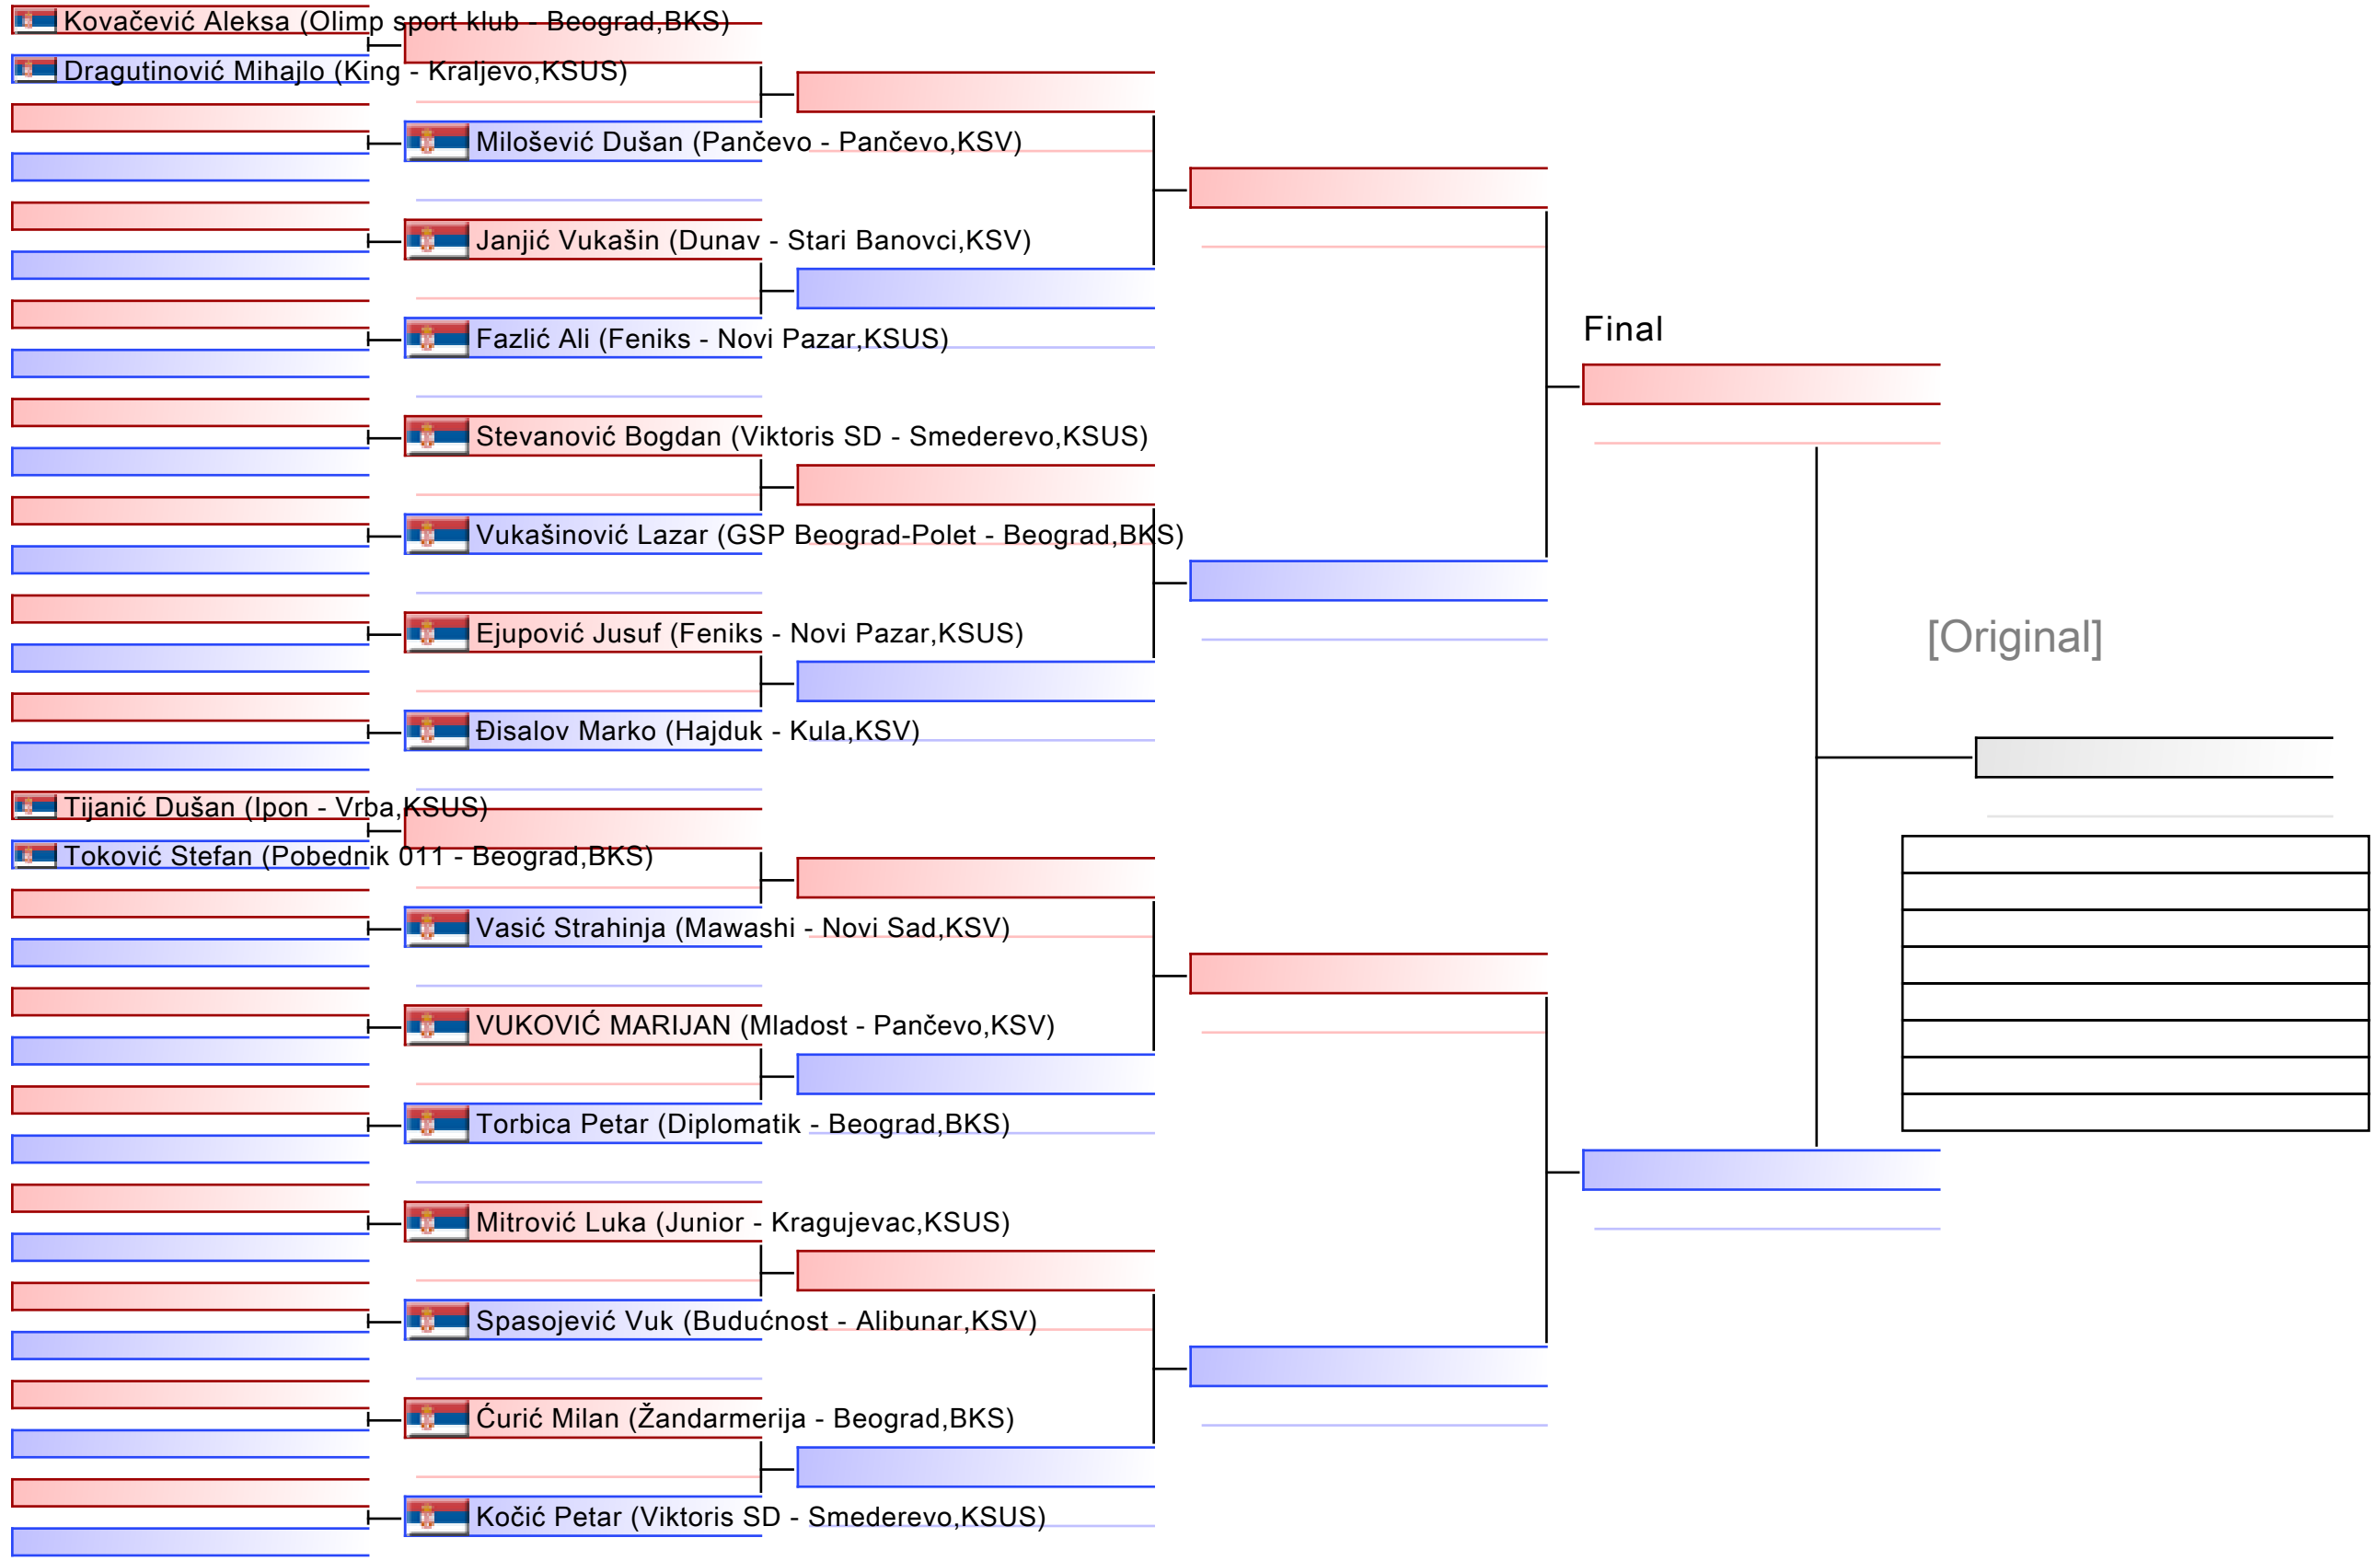 Kovačević Aleksa (Olimp sport klub - Beograd,BKS)
Dragutinović Mihajlo (King - Kraljevo,KSUS)
Milošević Dušan (Pančevo - Pančevo,KSV)
Janjić Vukašin (Dunav - Stari Banovci,KSV)
Fazlić Ali (Feniks - Novi Pazar,KSUS)
Final
Stevanović Bogdan (Viktoris SD - Smederevo,KSUS)
Vukašinović Lazar (GSP Beograd-Polet - Beograd,BKS)
Ejupović Jusuf (Feniks - Novi Pazar,KSUS)
[Original]
Đisalov Marko (Hajduk - Kula,KSV)
Tijanić Dušan (Ipon - Vrba,KSUS)
Toković Stefan (Pobednik 011 - Beograd,BKS)
Vasić Strahinja (Mawashi - Novi Sad,KSV)
VUKOVIĆ MARIJAN (Mladost - Pančevo,KSV)
Torbica Petar (Diplomatik - Beograd,BKS)
Mitrović Luka (Junior - Kragujevac,KSUS)
Spasojević Vuk (Budućnost - Alibunar,KSV)
Ćurić Milan (Žandarmerija - Beograd,BKS)
Kočić Petar (Viktoris SD - Smederevo,KSUS)